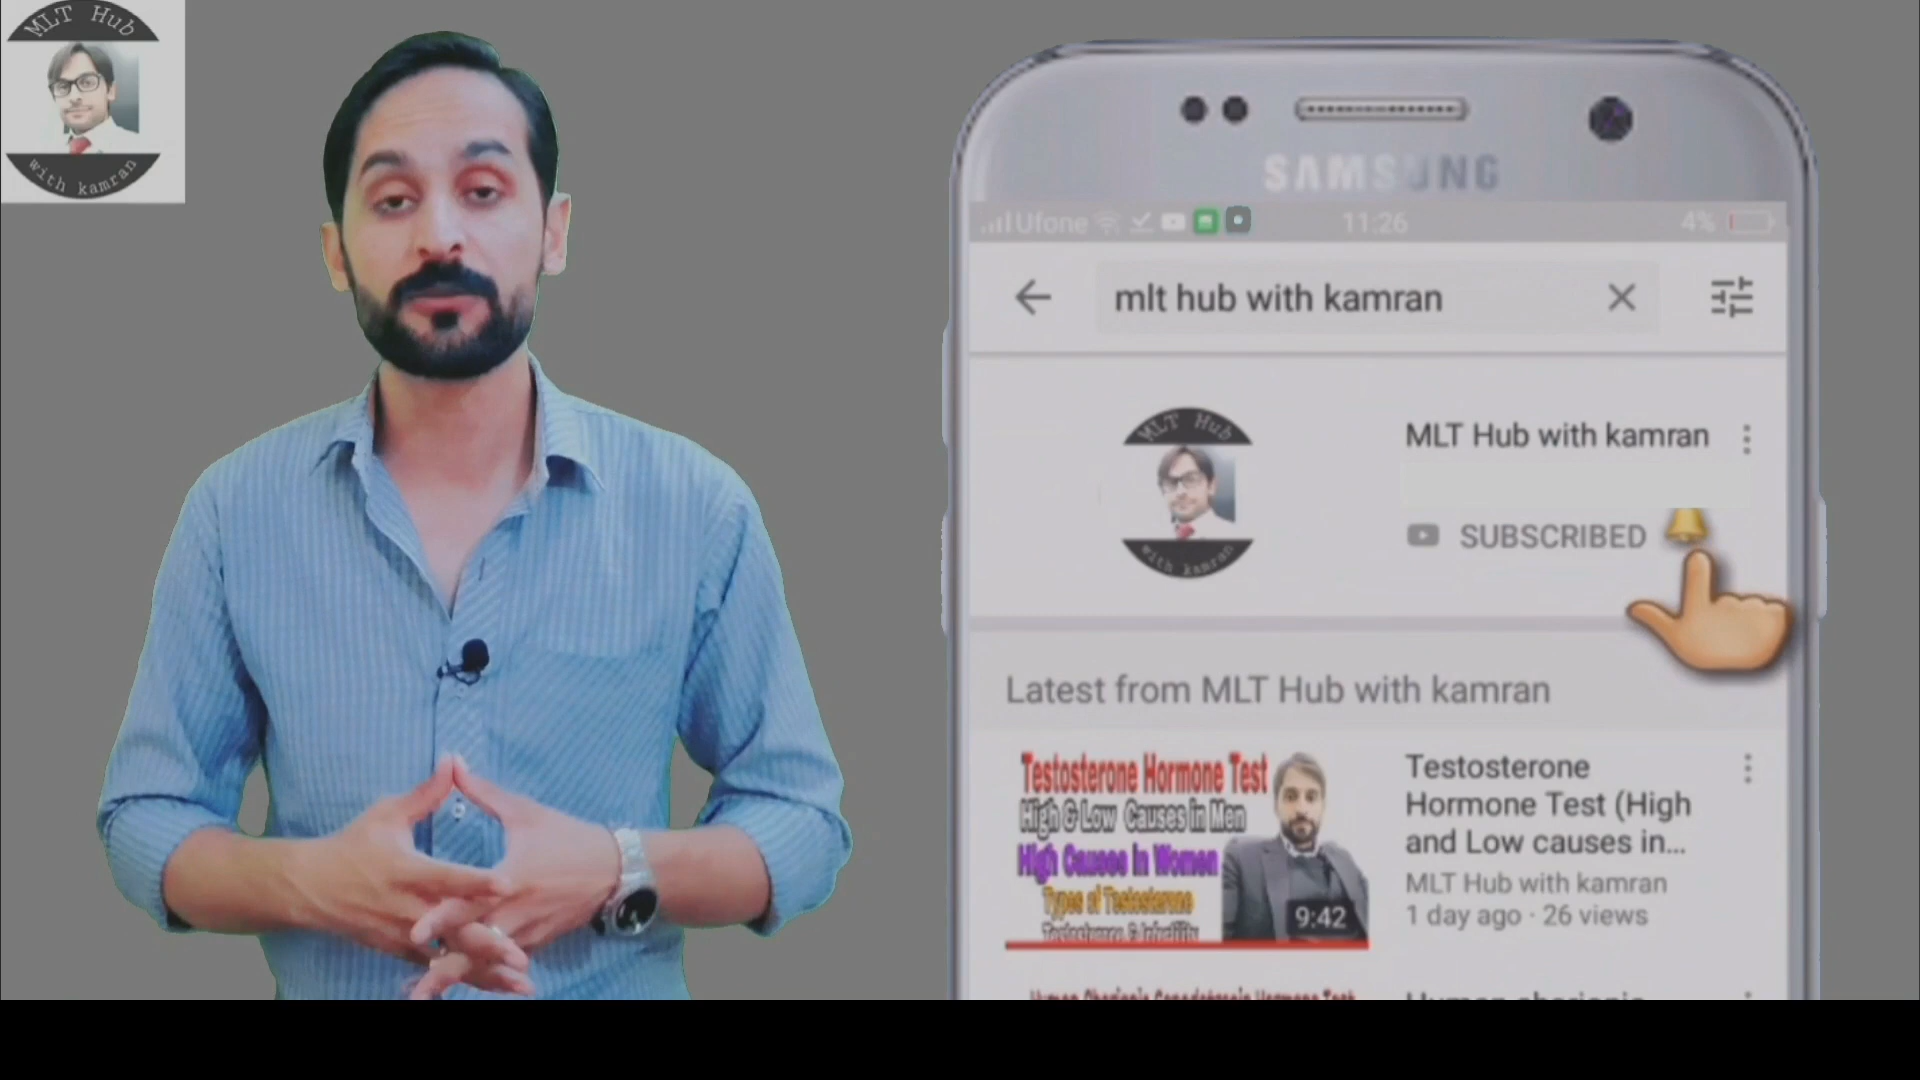 MLT Hub
with kamran
SAMSUNG
Ufone
11:26
4%
mlt hub with kamran
MLT Hub
with kamran
MLT Hub with kamran
SUBSCRIBED
Latest from MLT Hub with kamran
Testosterone Hormone Test
High & Low Causes in Men
High Causes in Women
Types of Testosterone
Testosterone & Infertility
9:42
Testosterone
Hormone Test (High
and Low causes in...
MLT Hub with kamran
1 day ago · 26 views